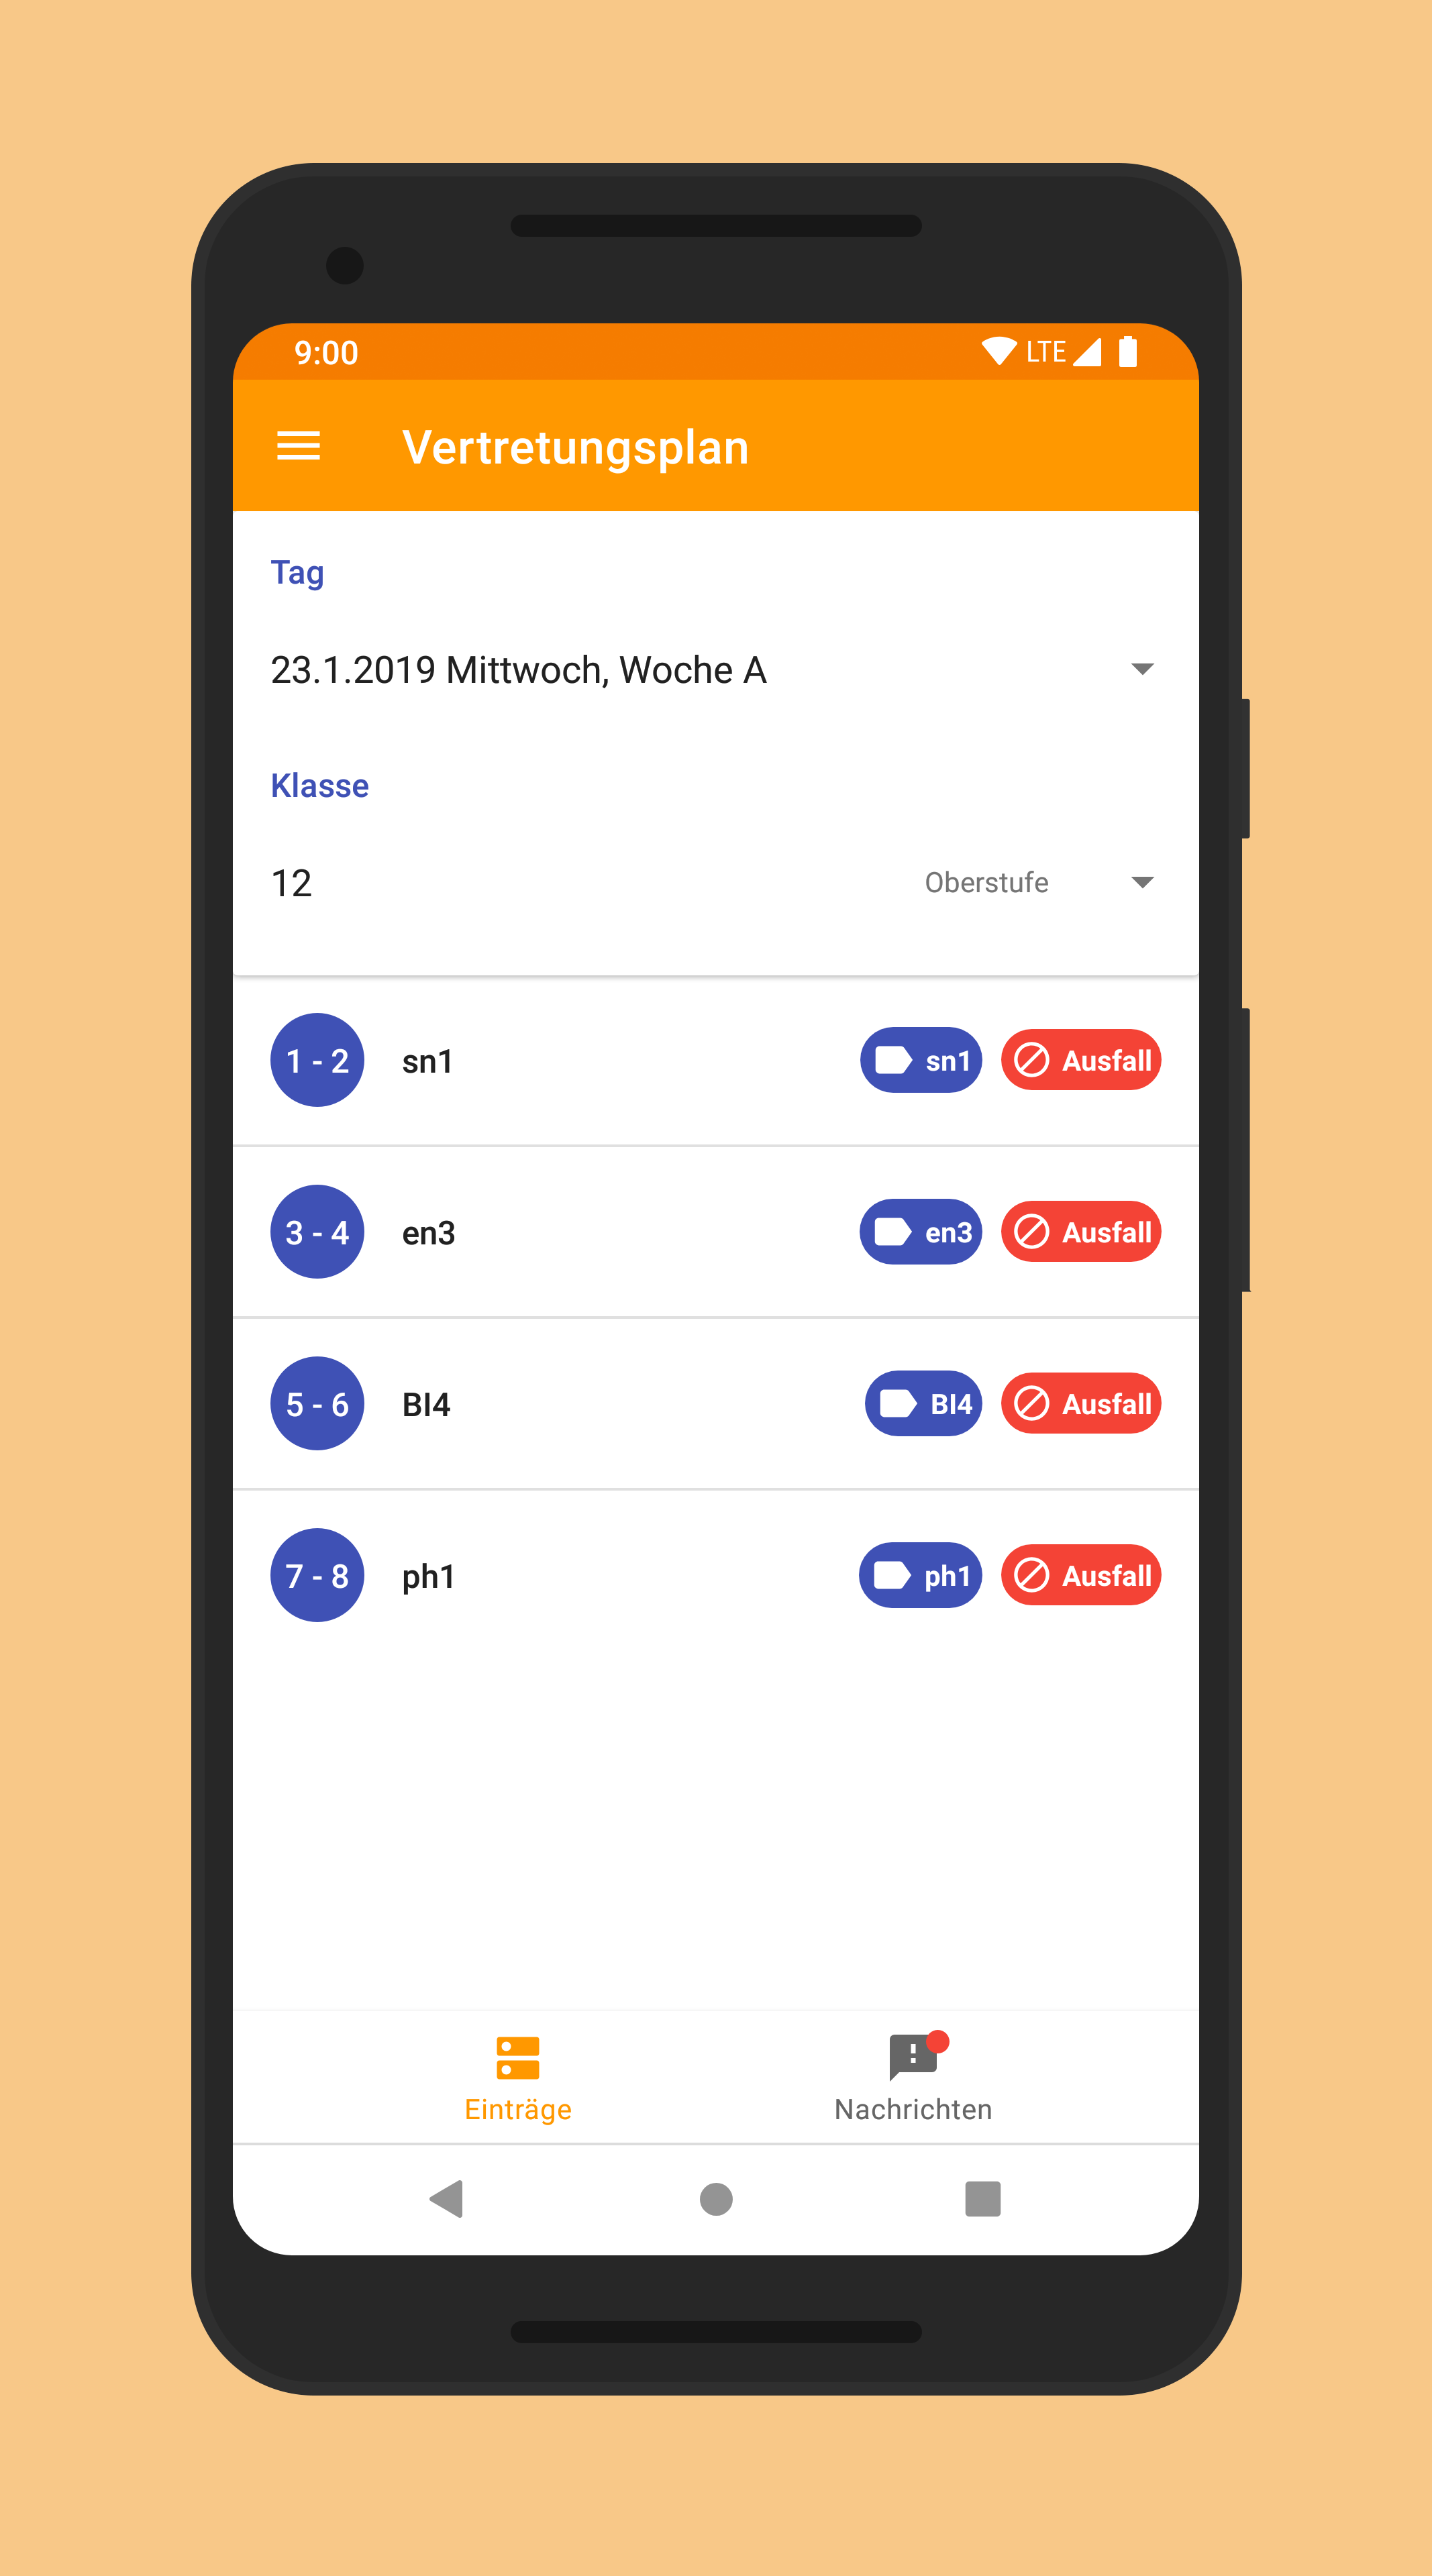 9:00 LTE
Vertretungsplan
Tag
23.1.2019 Mittwoch, Woche A
Klasse
12 Oberstufe
1 - 2 sn1 sn1 Ausfall
3 - 4 en3 en3 Ausfall
5 - 6 BI4 BI4 Ausfall
7 - 8 ph1 ph1 Ausfall
Einträge Nachrichten